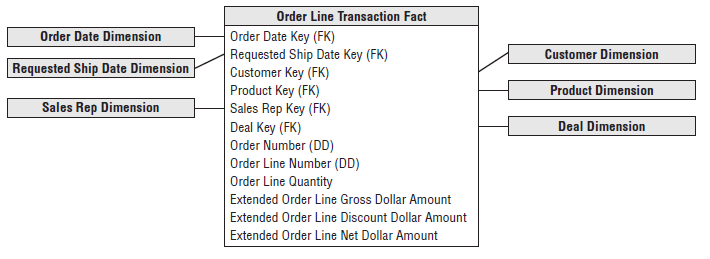 Order Date Dimension
Requested Ship Date Dimension
Sales Rep Dimension
Order Line Transaction Fact
Order Date Key (FK)
Requested Ship Date Key (FK)
Customer Key (FK)
Product Key (FK)
Sales Rep Key (FK)
Deal Key (FK)
Order Number (DD)
Order Line Number (DD)
Order Line Quantity
Extended Order Line Gross Dollar Amount
Extended Order Line Discount Dollar Amount
Extended Order Line Net Dollar Amount
Customer Dimension
Product Dimension
Deal Dimension